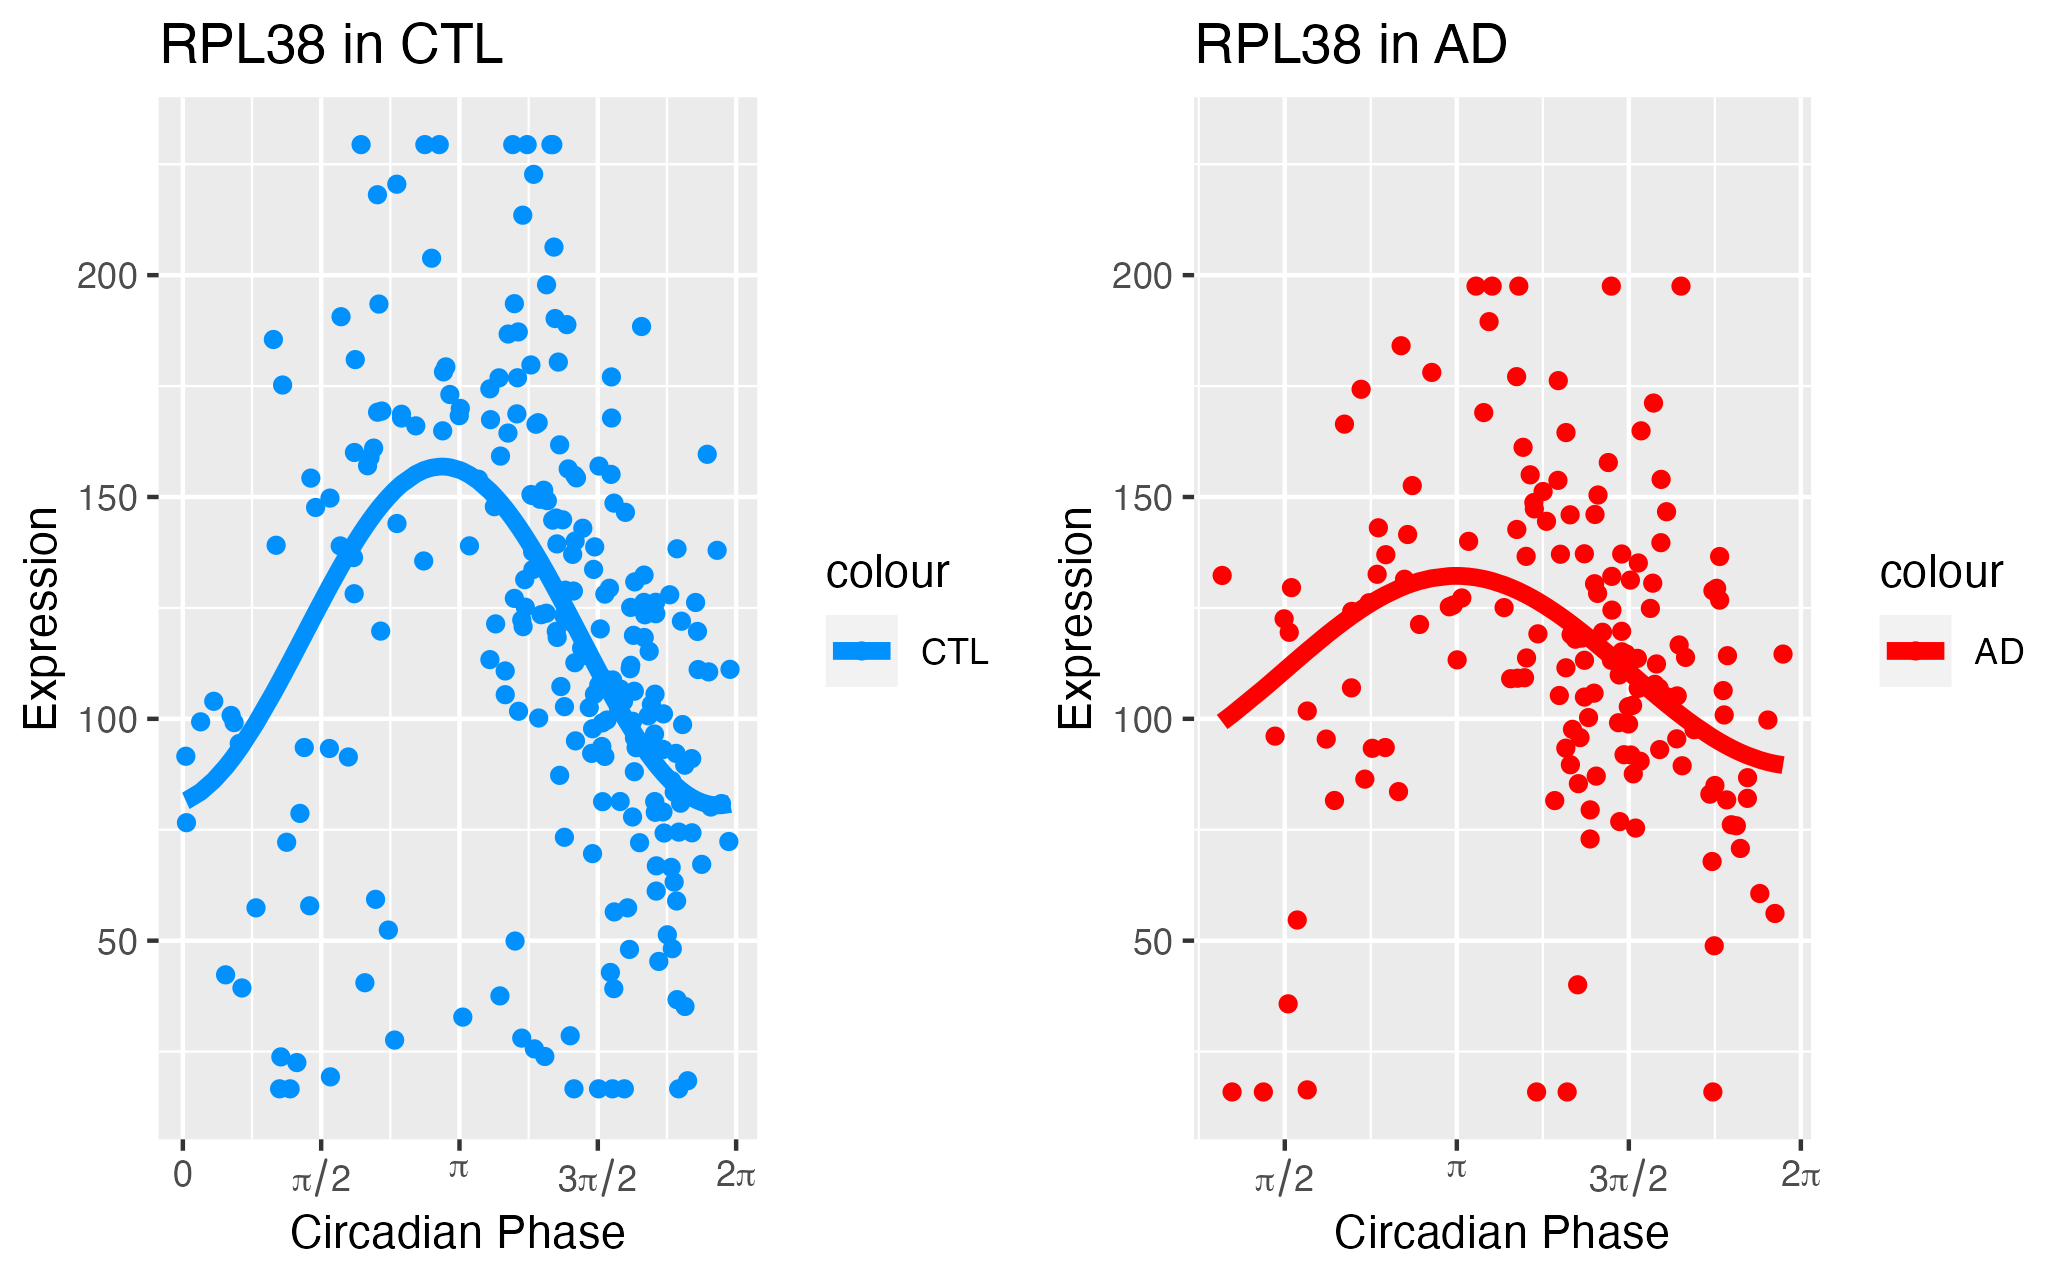 RPL38 in CTL
Expression
200
150
100
50
0
π/2
π
3π/2
2π
Circadian Phase
colour
CTL
RPL38 in AD
Expression
200
150
100
50
π/2
π
3π/2
2π
Circadian Phase
colour
AD